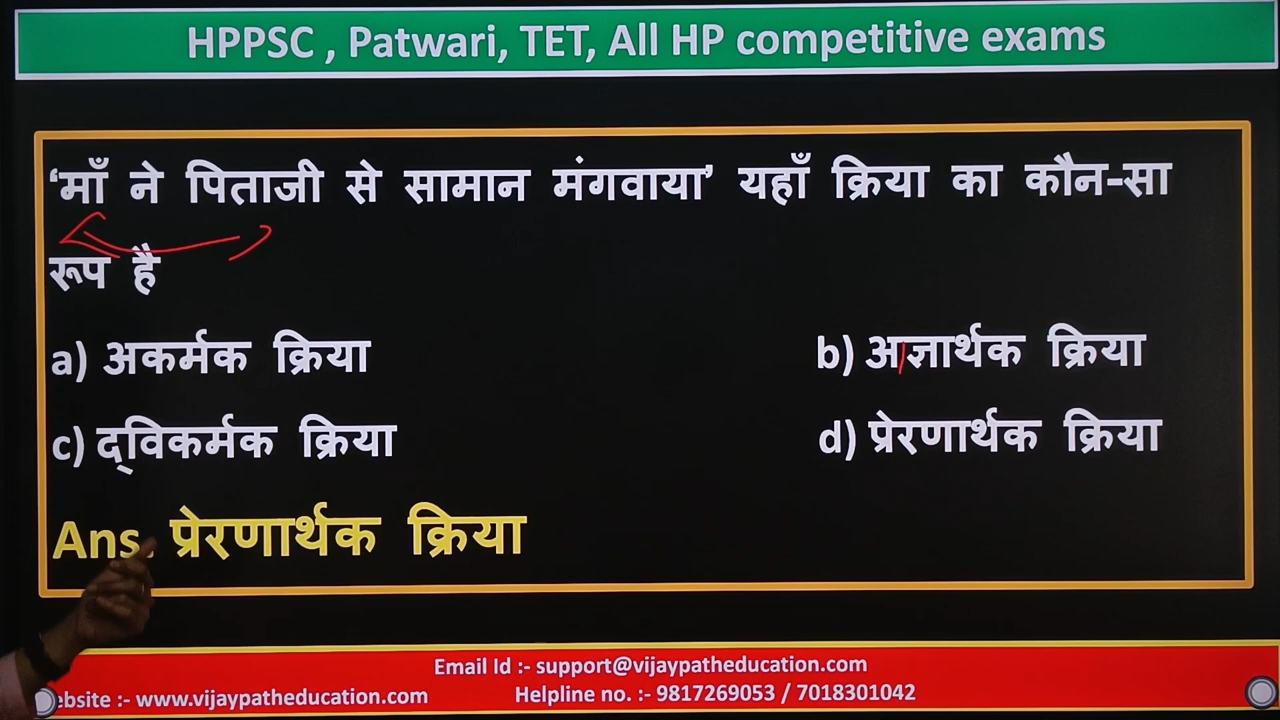 HPPSC , Patwari, TET, All HP competitive exams
‘माँ ने पिताजी से सामान मंगवाया’ यहाँ क्रिया का कौन-सा
रूप है
a) अकर्मक क्रिया
b) आज्ञार्थक क्रिया
c) द्विकर्मक क्रिया
d) प्रेरणार्थक क्रिया
Ans. प्रेरणार्थक क्रिया
Email Id :- support@vijaypatheducation.com
ebsite :- www.vijaypatheducation.com
Helpline no. :- 9817269053 / 7018301042